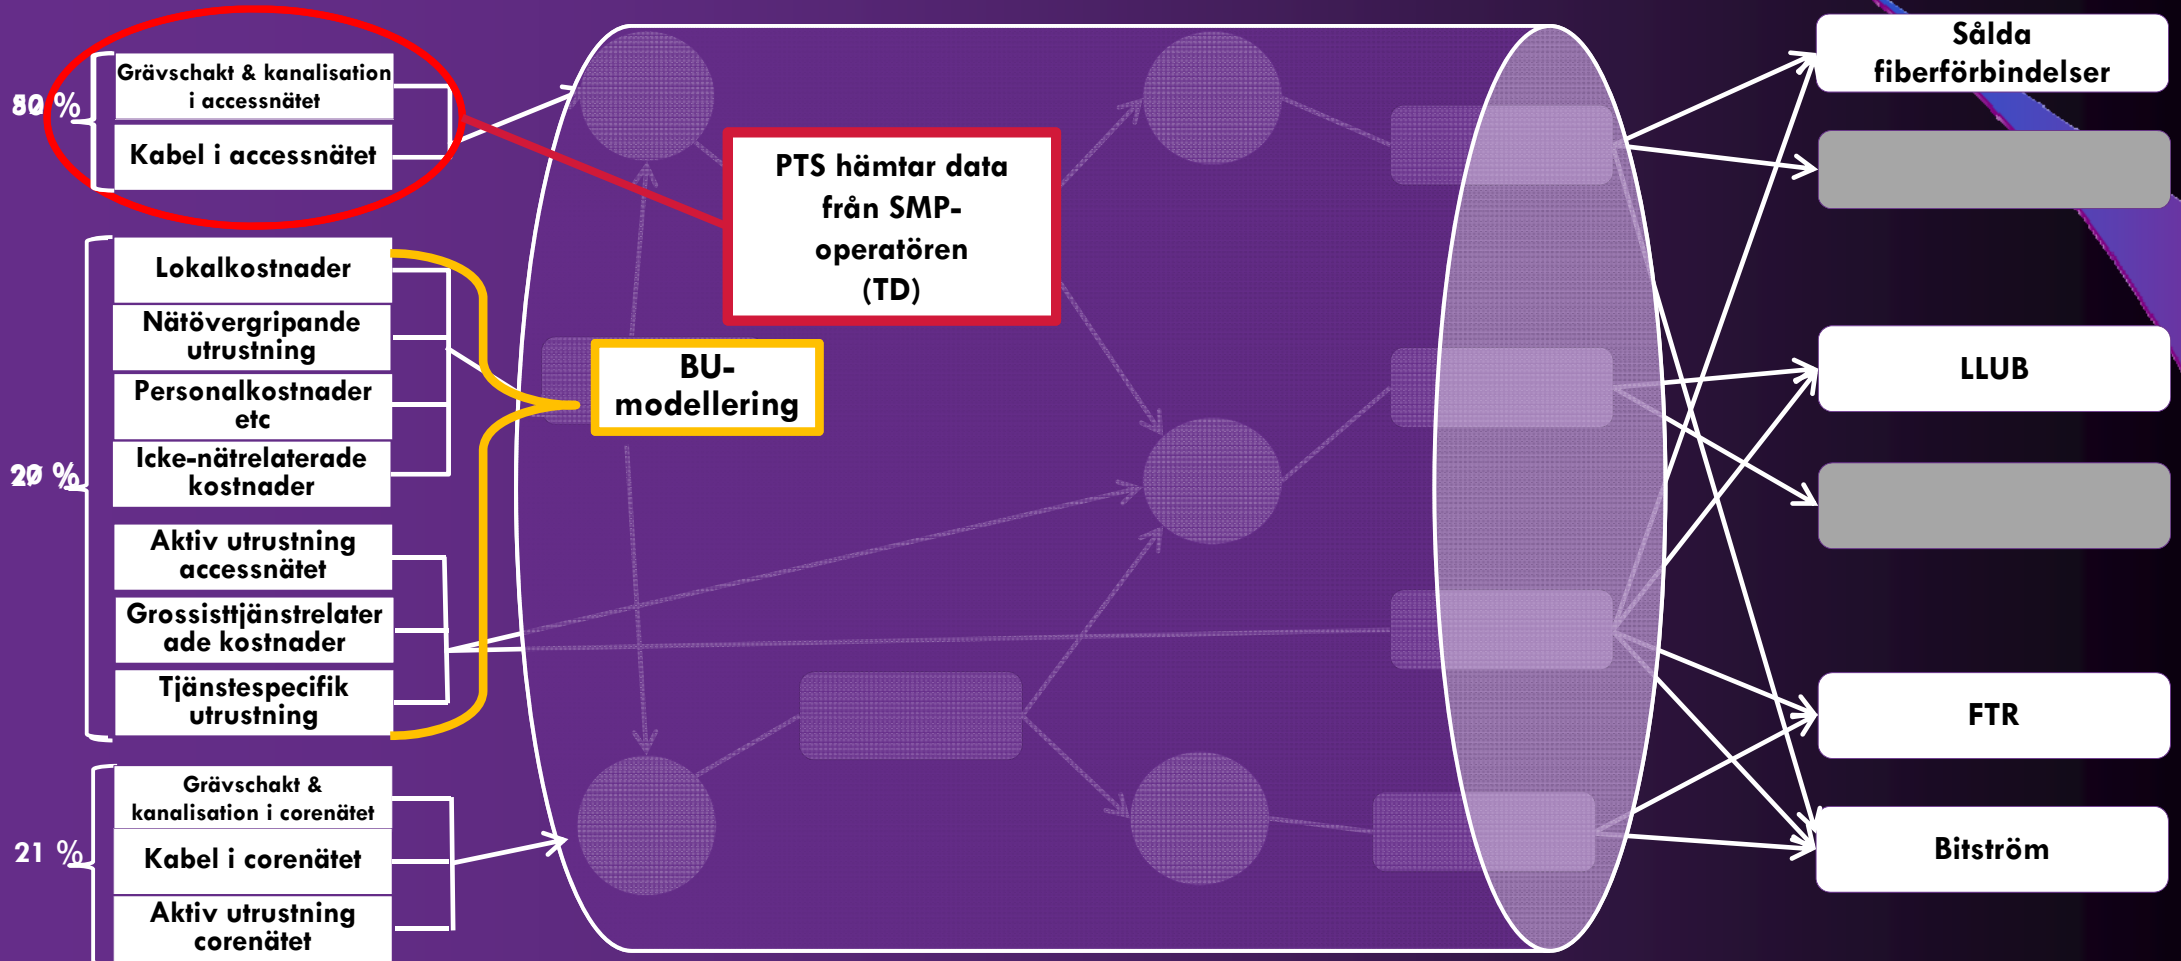 Grävschakt & kanalisation
i accessnätet
Kabel i accessnätet
%
Lokalkostnader
Nätövergripande
utrustning
Personalkostnader
etc
Icke-nätrelaterade
kostnader
%
Aktiv utrustning
accessnätet
Grossisttjänstrelater
ade kostnader
Tjänstespecifik
utrustning
Grävschakt &
kanalisation i corenätet
21 %
Kabel i corenätet
Aktiv utrustning
corenätet
PTS hämtar data
från SMP-
operatören
(TD)
BU-
modellering
Sålda
fiberförbindelser
LLUB
FTR
Bitström